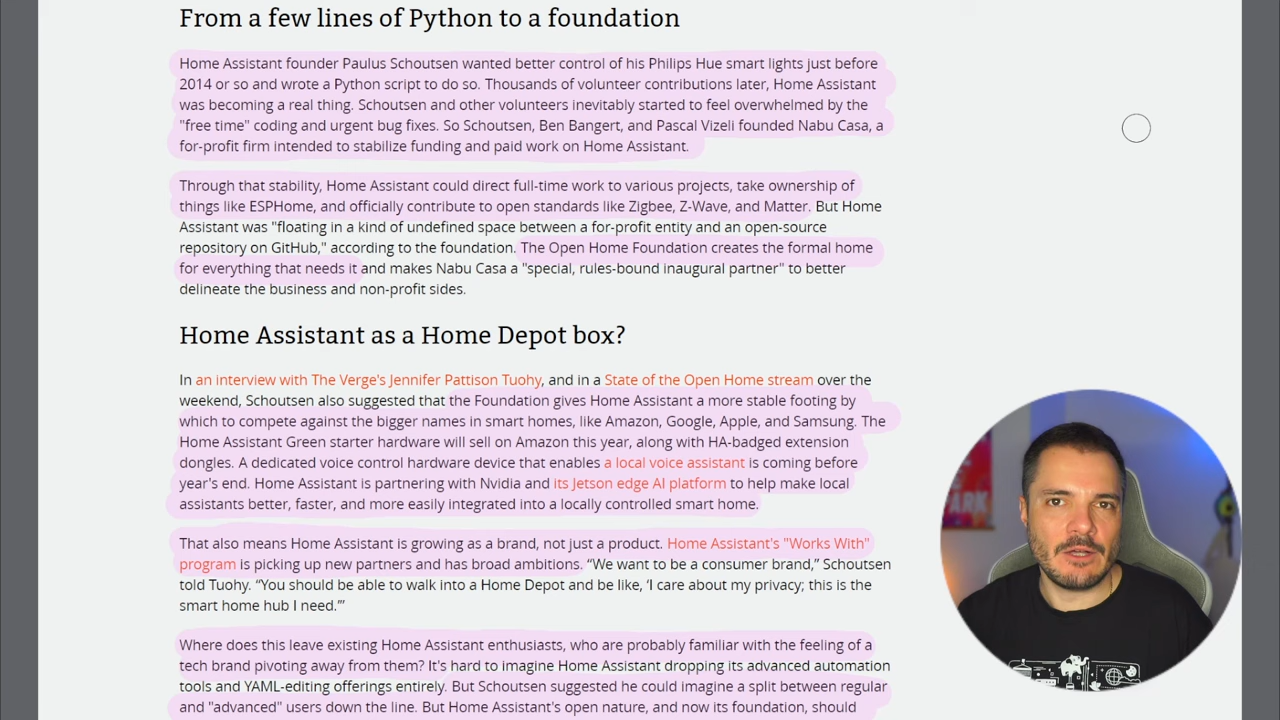 From a few lines of Python to a foundation
Home Assistant founder Paulus Schoutsen wanted better control of his Philips Hue smart lights just before
2014 or so and wrote a Python script to do so. Thousands of volunteer contributions later, Home Assistant
was becoming a real thing. Schoutsen and other volunteers inevitably started to feel overwhelmed by the
"free time" coding and urgent bug fixes. So Schoutsen, Ben Bangert, and Pascal Vizeli founded Nabu Casa, a
for-profit firm intended to stabilize funding and paid work on Home Assistant.
Through that stability, Home Assistant could direct full-time work to various projects, take ownership of
things like ESPHome, and officially contribute to open standards like Zigbee, Z-Wave, and Matter. But Home
Assistant was "floating in a kind of undefined space between a for-profit entity and an open-source
repository on GitHub," according to the foundation. The Open Home Foundation creates the formal home
for everything that needs it and makes Nabu Casa a "special, rules-bound inaugural partner" to better
delineate the business and non-profit sides.
Home Assistant as a Home Depot box?
In an interview with The Verge's Jennifer Pattison Tuohy, and in a State of the Open Home stream over the
weekend, Schoutsen also suggested that the Foundation gives Home Assistant a more stable footing by
which to compete against the bigger names in smart homes, like Amazon, Google, Apple, and Samsung. The
Home Assistant Green starter hardware will sell on Amazon this year, along with HA-badged extension
dongles. A dedicated voice control hardware device that enables a local voice assistant is coming before
year's end. Home Assistant is partnering with Nvidia and its Jetson edge AI platform to help make local
assistants better, faster, and more easily integrated into a locally controlled smart home.
That also means Home Assistant is growing as a brand, not just a product. Home Assistant's "Works With"
program is picking up new partners and has broad ambitions. “We want to be a consumer brand,” Schoutsen
told Tuohy. “You should be able to walk into a Home Depot and be like, ‘I care about my privacy; this is the
smart home hub I need.’”
Where does this leave existing Home Assistant enthusiasts, who are probably familiar with the feeling of a
tech brand pivoting away from them? It's hard to imagine Home Assistant dropping its advanced automation
tools and YAML-editing offerings entirely. But Schoutsen suggested he could imagine a split between regular
and "advanced" users down the line. But Home Assistant's open nature, and now its foundation, should